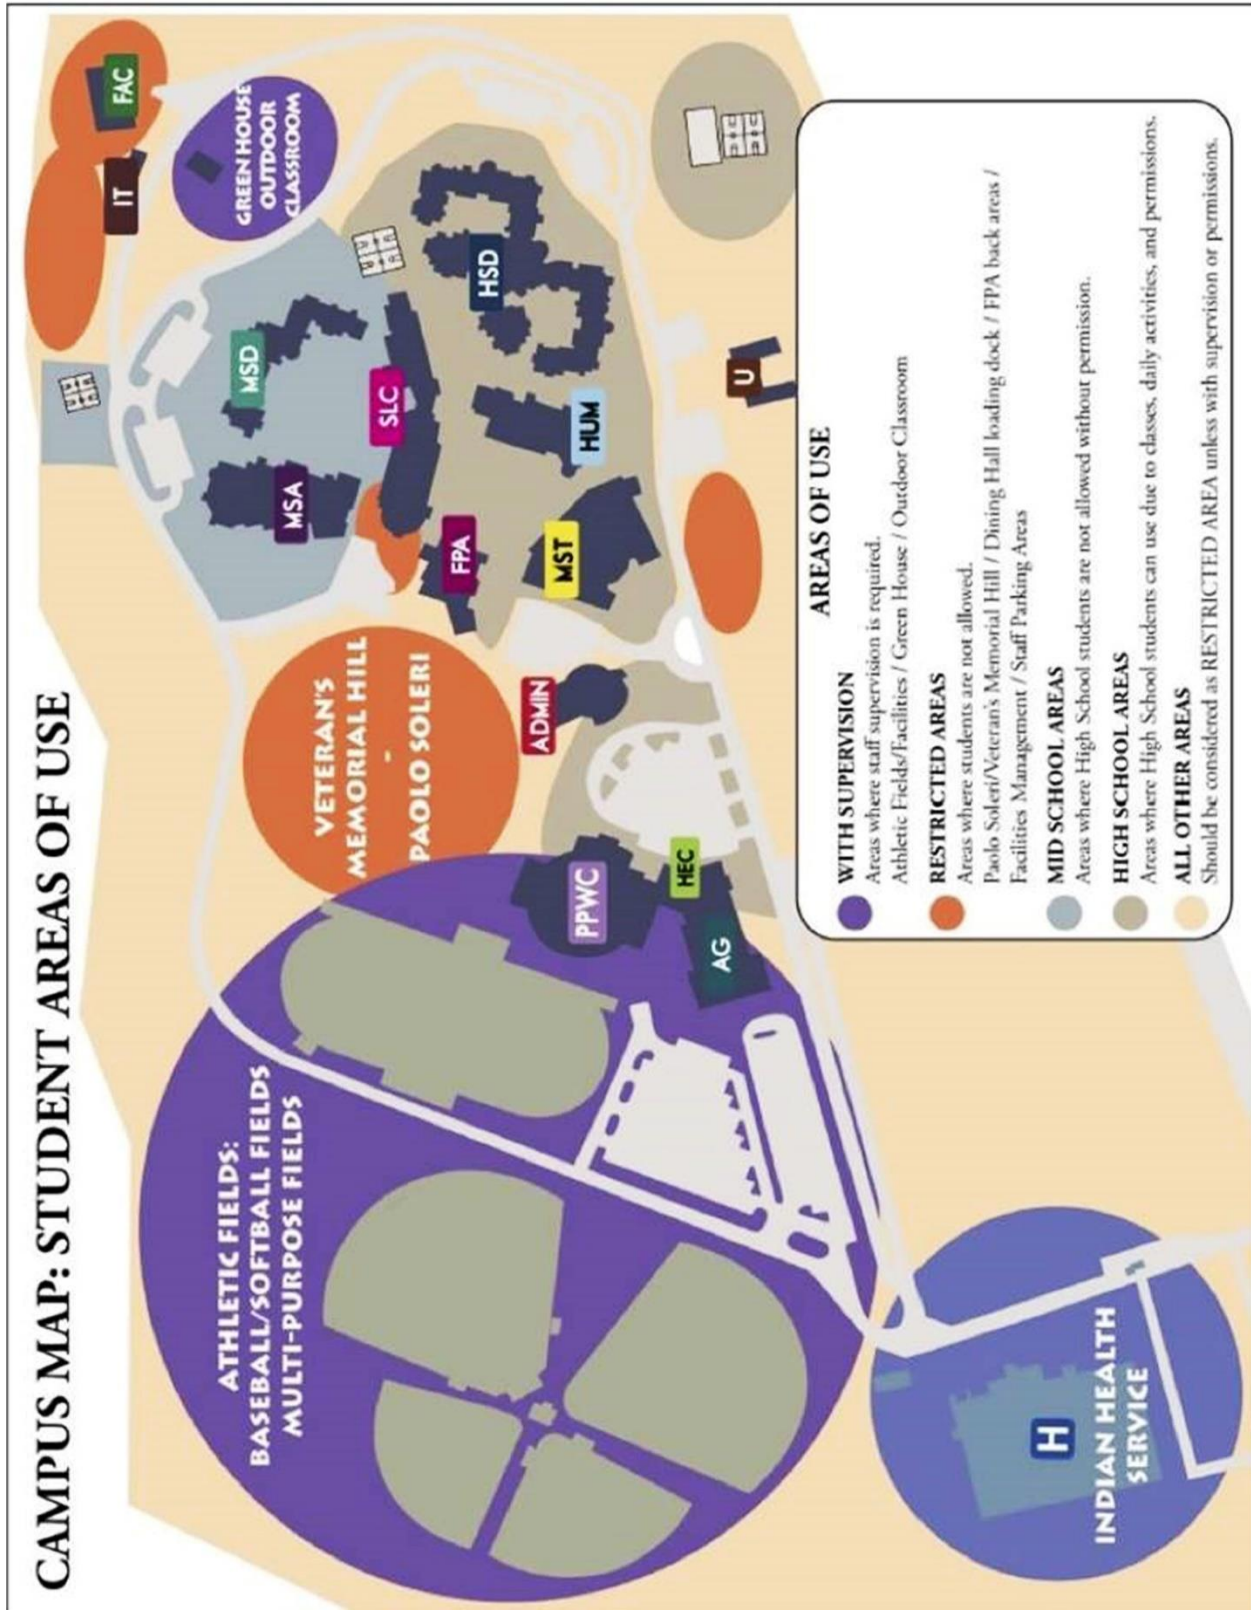 CAMPUS MAP: STUDENT AREAS OF USE
ATHLETIC FIELDS:
BASEBALL/SOFTBALL FIELDS
MULTI-PURPOSE FIELDS
VETERAN'S
MEMORIAL HILL
-
PAOLO SOLERI
GREENHOUSE
OUTDOOR
CLASSROOM
FAC
IT
MSD
MSA
SLC
HSD
FPA
HUM
MST
ADMIN
PPWC
HEC
AG
U
H
INDIAN HEALTH
SERVICE
AREAS OF USE
WITH SUPERVISION
Areas where staff supervision is required.
Athletic Fields/Facilities / Green House / Outdoor Classroom
RESTRICTED AREAS
Areas where students are not allowed.
Paolo Soleri/Veteran's Memorial Hill / Dining Hall loading dock / FPA back areas /
Facilities Management / Staff Parking Areas
MID SCHOOL AREAS
Areas where High School students are not allowed without permission.
HIGH SCHOOL AREAS
Areas where High School students can use due to classes, daily activities, and permissions.
ALL OTHER AREAS
Should be considered as RESTRICTED AREA unless with supervision or permissions.